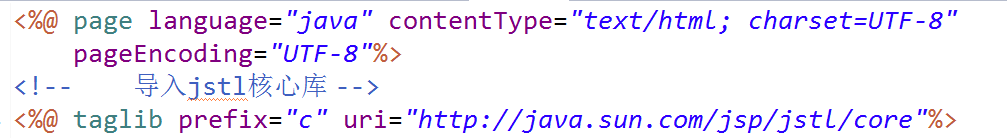 <%@ page language="java" contentType="text/html; charset=UTF-8"
    pageEncoding="UTF-8"%>
<!--    导入jstl核心库 -->
<%@ taglib prefix="c" uri="http://java.sun.com/jsp/jstl/core"%>